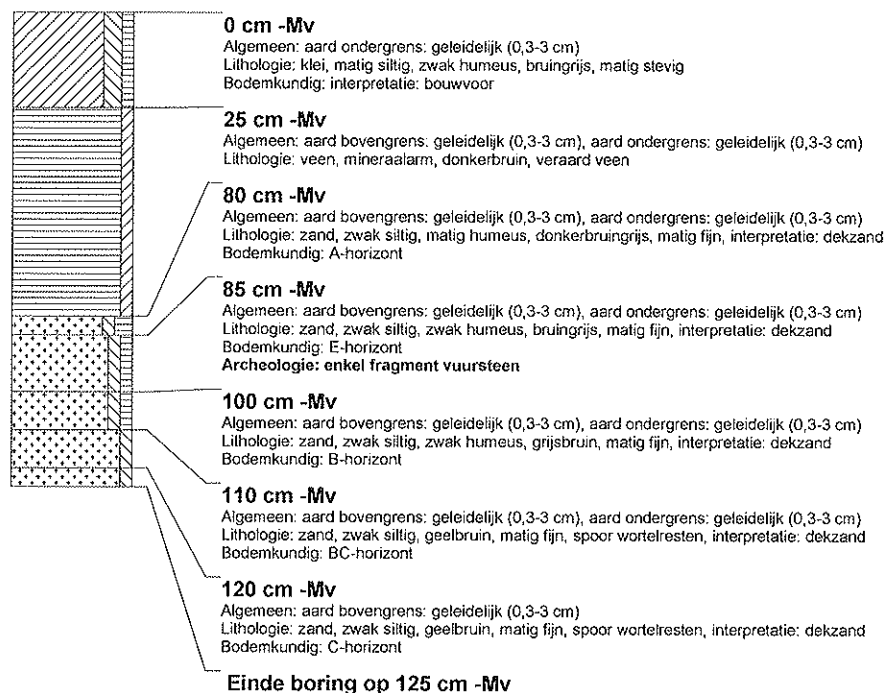 0 cm -Mv
Algemeen: aard ondergrens: geleidelijk (0,3-3 cm)
Lithologie: klei, matig siltig, zwak humeus, bruingrijs, matig stevig
Bodemkundig: interpretatie: bouwvoor
25 cm -Mv
Algemeen: aard bovengrens: geleidelijk (0,3-3 cm), aard ondergrens: geleidelijk (0,3-3 cm)
Lithologie: veen, mineraalarm, donkerbruin, veraard veen
80 cm -Mv
Algemeen: aard bovengrens: geleidelijk (0,3-3 cm), aard ondergrens: geleidelijk (0,3-3 cm)
Lithologie: zand, zwak siltig, matig humeus, donkerbruingrijs, matig fijn, interpretatie: dekzand
Bodemkundig: A-horizont
85 cm -Mv
Algemeen: aard bovengrens: geleidelijk (0,3-3 cm), aard ondergrens: geleidelijk (0,3-3 cm)
Lithologie: zand, zwak siltig, zwak humeus, bruingrijs, matig fijn, interpretatie: dekzand
Bodemkundig: E-horizont
Archeologie: enkel fragment vuursteen
100 cm -Mv
Algemeen: aard bovengrens: geleidelijk (0,3-3 cm), aard ondergrens: geleidelijk (0,3-3 cm)
Lithologie: zand, zwak siltig, zwak humeus, grijsbruin, matig fijn, interpretatie: dekzand
Bodemkundig: B-horizont
110 cm -Mv
Algemeen: aard bovengrens: geleidelijk (0,3-3 cm), aard ondergrens: geleidelijk (0,3-3 cm)
Lithologie: zand, zwak siltig, geelbruin, matig fijn, spoor wortelresten, interpretatie: dekzand
Bodemkundig: BC-horizont
120 cm -Mv
Algemeen: aard bovengrens: geleidelijk (0,3-3 cm)
Lithologie: zand, zwak siltig, geelbruin, matig fijn, spoor wortelresten, interpretatie: dekzand
Bodemkundig: C-horizont
Einde boring op 125 cm -Mv